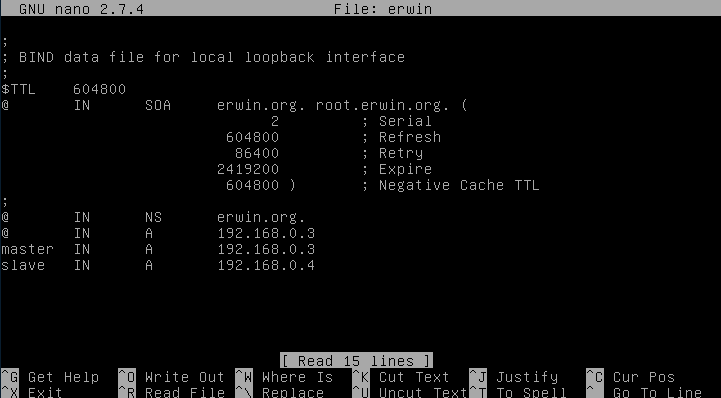 GNU nano 2.7.4 File: erwin
;
; BIND data file for local loopback interface
;
$TTL 604800
@ IN SOA erwin.org. root.erwin.org. (
2 ; Serial
604800 ; Refresh
86400 ; Retry
2419200 ; Expire
604800 ) ; Negative Cache TTL
;
@ IN NS erwin.org.
@ IN A 192.168.0.3
master IN A 192.168.0.3
slave IN A 192.168.0.4
[ Read 15 lines ]
^G Get Help ^O Write Out ^W Where Is ^K Cut Text ^J Justify ^C Cur Pos
^X Exit ^R Read File ^\ Replace ^U Uncut Text ^T To Spell ^_ Go To Line